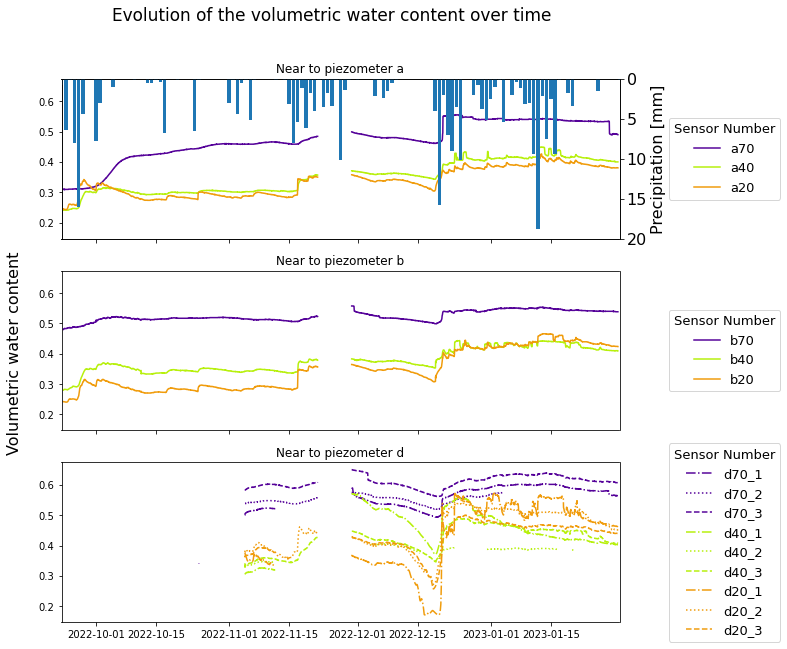 Evolution of the volumetric water content over time
Near to piezometer a
0.6
0.5
0.4
0.3
0.2
0
5
10
15
20
Precipitation [mm]
Sensor Number
a70
a40
a20
Volumetric water content
Near to piezometer b
0.6
0.5
0.4
0.3
0.2
Sensor Number
b70
b40
b20
Near to piezometer d
0.6
0.5
0.4
0.3
0.2
2022-10-01 2022-10-15 2022-11-01 2022-11-15 2022-12-01 2022-12-15 2023-01-01 2023-01-15
Sensor Number
d70_1
d70_2
d70_3
d40_1
d40_2
d40_3
d20_1
d20_2
d20_3